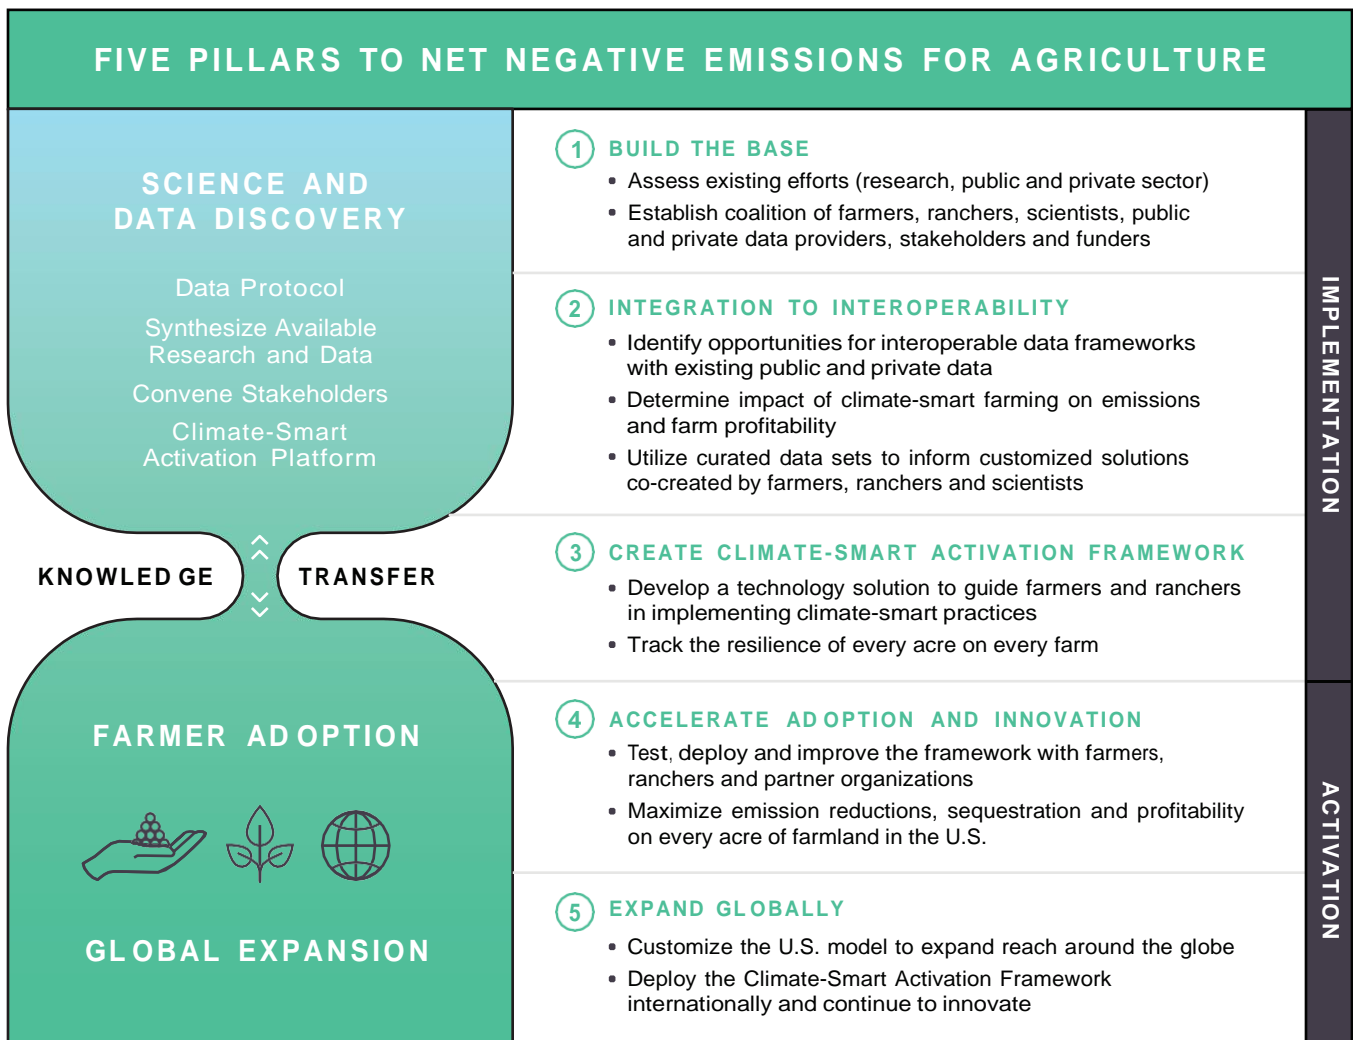 FIVE PILLARS TO NET NEGATIVE EMISSIONS FOR AGRICULTURE
SCIENCE AND
DATA DISCOVERY
Data Protocol
Synthesize Available
Research and Data
Convene Stakeholders
Climate-Smart
Activation Platform
KNOWLEDGE TRANSFER
FARMER ADOPTION
GLOBAL EXPANSION
1 BUILD THE BASE
• Assess existing efforts (research, public and private sector)
• Establish coalition of farmers, ranchers, scientists, public
and private data providers, stakeholders and funders
2 INTEGRATION TO INTEROPERABILITY
• Identify opportunities for interoperable data frameworks
with existing public and private data
• Determine impact of climate-smart farming on emissions
and farm profitability
• Utilize curated data sets to inform customized solutions
co-created by farmers, ranchers and scientists
3 CREATE CLIMATE-SMART ACTIVATION FRAMEWORK
• Develop a technology solution to guide farmers and ranchers
in implementing climate-smart practices
• Track the resilience of every acre on every farm
4 ACCELERATE ADOPTION AND INNOVATION
• Test, deploy and improve the framework with farmers,
ranchers and partner organizations
• Maximize emission reductions, sequestration and profitability
on every acre of farmland in the U.S.
5 EXPAND GLOBALLY
• Customize the U.S. model to expand reach around the globe
• Deploy the Climate-Smart Activation Framework
internationally and continue to innovate
IMPLEMENTATION
ACTIVATION